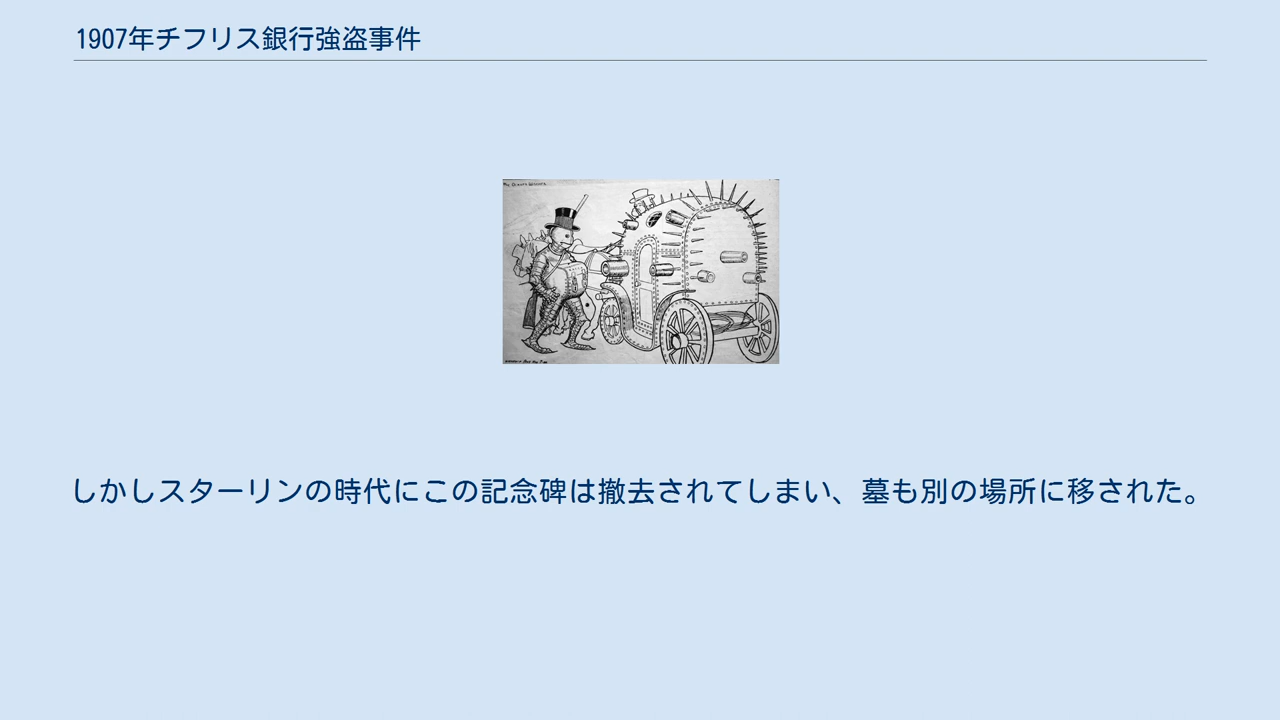 1907年チフリス銀行強盗事件
しかしスターリンの時代にこの記念碑は撤去されてしまい、墓も別の場所に移された。